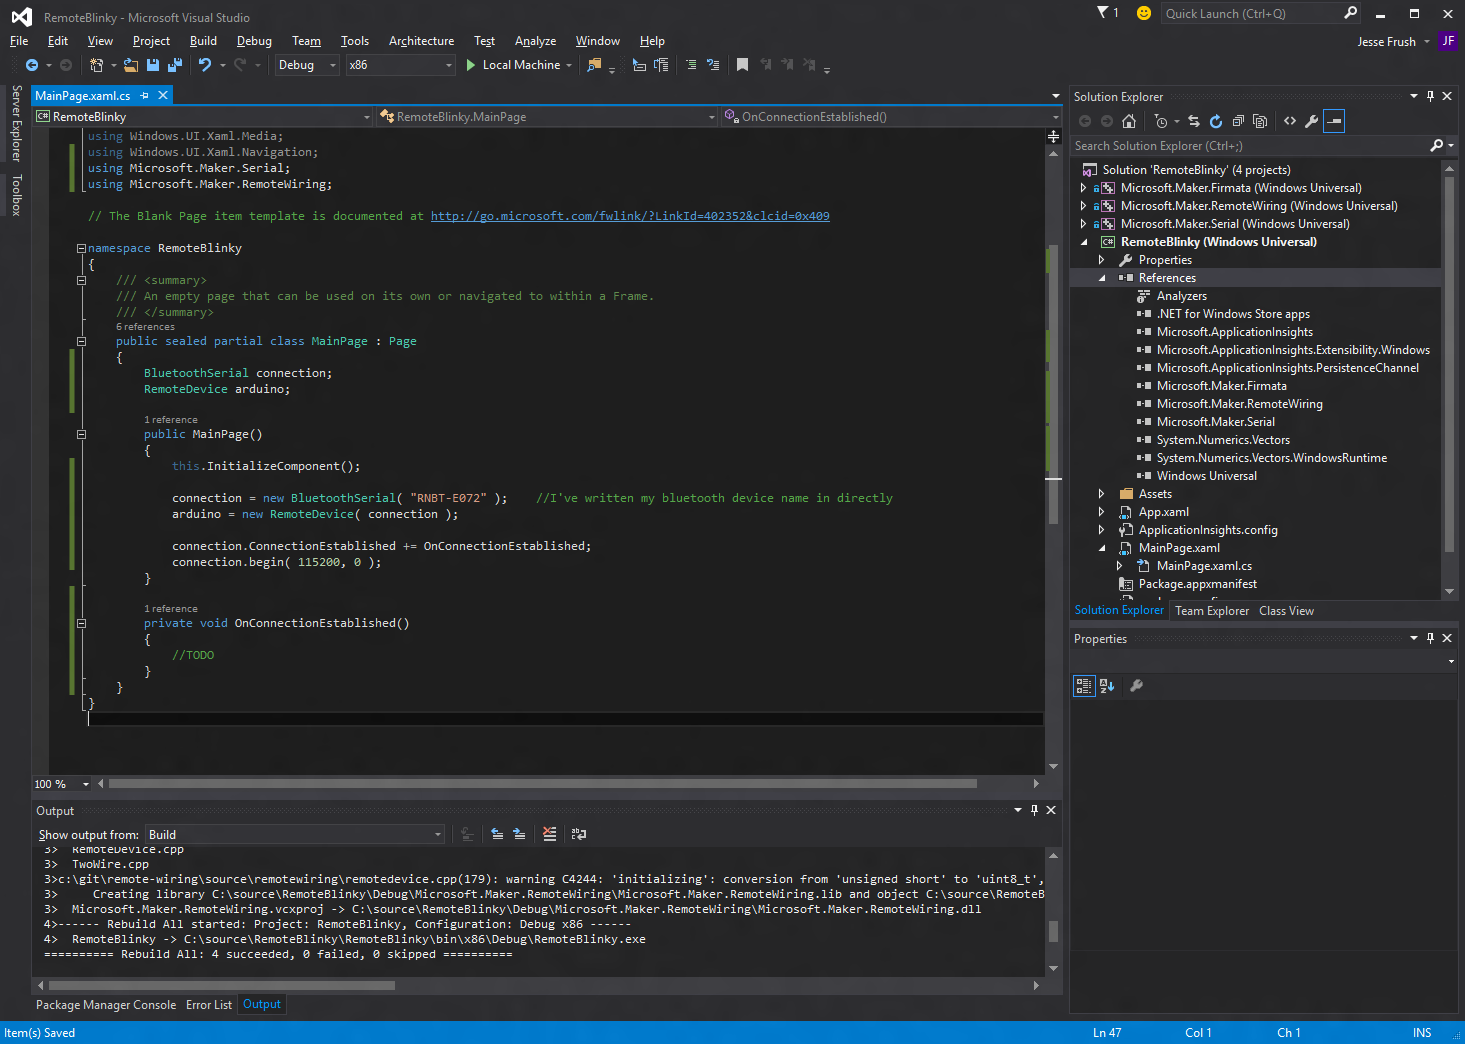 RemoteBlinky - Microsoft Visual Studio
1
Quick Launch (Ctrl+Q)
File Edit View Project Build Debug Team Tools Architecture Test Analyze Window Help
Jesse Frush JF
Debug x86 Local Machine
Server Explorer
Toolbox
MainPage.xaml.cs
C# RemoteBlinky RemoteBlinky.MainPage OnConnectionEstablished()
using Windows.UI.Xaml.Media;
using Windows.UI.Xaml.Navigation;
using Microsoft.Maker.Serial;
using Microsoft.Maker.RemoteWiring;
// The Blank Page item template is documented at http://go.microsoft.com/fwlink/?LinkId=402352&clcid=0x409
namespace RemoteBlinky
{
/// <summary>
/// An empty page that can be used on its own or navigated to within a Frame.
/// </summary>
6 references
public sealed partial class MainPage : Page
{
BluetoothSerial connection;
RemoteDevice arduino;
1 reference
public MainPage()
{
this.InitializeComponent();
connection = new BluetoothSerial( "RNBT-E072" ); //I've written my bluetooth device name in directly
arduino = new RemoteDevice( connection );
connection.ConnectionEstablished += OnConnectionEstablished;
connection.begin( 115200, 0 );
}
1 reference
private void OnConnectionEstablished()
{
//TODO
}
}
}
100 %
Output
Show output from: Build
3> RemoteDevice.cpp
3> TwoWire.cpp
3>c:\git\remote-wiring\source\remotewiring\remotedevice.cpp(179): warning C4244: 'initializing': conversion from 'unsigned short' to 'uint8_t',
3> Creating library C:\source\RemoteBlinky\Debug\Microsoft.Maker.RemoteWiring\Microsoft.Maker.RemoteWiring.lib and object C:\source\RemoteB
3> Microsoft.Maker.RemoteWiring.vcxproj -> C:\source\RemoteBlinky\Debug\Microsoft.Maker.RemoteWiring\Microsoft.Maker.RemoteWiring.dll
4>------ Rebuild All started: Project: RemoteBlinky, Configuration: Debug x86 ------
4> RemoteBlinky -> C:\source\RemoteBlinky\RemoteBlinky\bin\x86\Debug\RemoteBlinky.exe
========== Rebuild All: 4 succeeded, 0 failed, 0 skipped ==========
Package Manager Console Error List Output
Solution Explorer
Search Solution Explorer (Ctrl+;)
Solution 'RemoteBlinky' (4 projects)
Microsoft.Maker.Firmata (Windows Universal)
Microsoft.Maker.RemoteWiring (Windows Universal)
Microsoft.Maker.Serial (Windows Universal)
C# RemoteBlinky (Windows Universal)
Properties
References
Analyzers
.NET for Windows Store apps
Microsoft.ApplicationInsights
Microsoft.ApplicationInsights.Extensibility.Windows
Microsoft.ApplicationInsights.PersistenceChannel
Microsoft.Maker.Firmata
Microsoft.Maker.RemoteWiring
Microsoft.Maker.Serial
System.Numerics.Vectors
System.Numerics.Vectors.WindowsRuntime
Windows Universal
Assets
App.xaml
ApplicationInsights.config
MainPage.xaml
MainPage.xaml.cs
Package.appxmanifest
Solution Explorer Team Explorer Class View
Properties
Item(s) Saved Ln 47 Col 1 Ch 1 INS